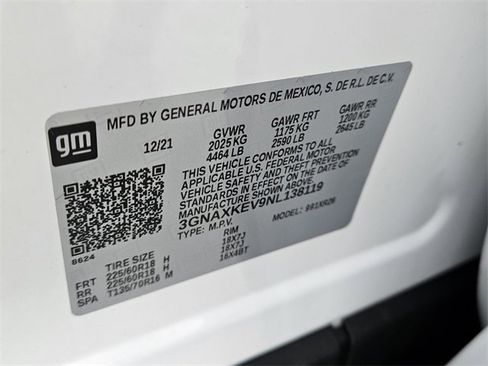 gm
MFD BY GENERAL MOTORS DE MEXICO, S. DE R.L. DE C.V.
12/21 GVWR GAWR FRT GAWR RR
2025 KG 1175 KG 1200 KG
4464 LB 2590 LB 2645 LB
THIS VEHICLE CONFORMS TO ALL
APPLICABLE U.S. FEDERAL MOTOR
VEHICLE SAFETY AND THEFT PREVENTION
STANDARDS IN EFFECT ON THE DATE OF
MANUFACTURE SHOWN ABOVE.
3GNAXKEV9NL138119
TYPE: M.P.V. MODEL:
8624
TIRE SIZE RIM
FRT 225/60R18 H 18X7J
RR 225/60R18 H 18X7J
SPA T135/70R16 M 16X4BT